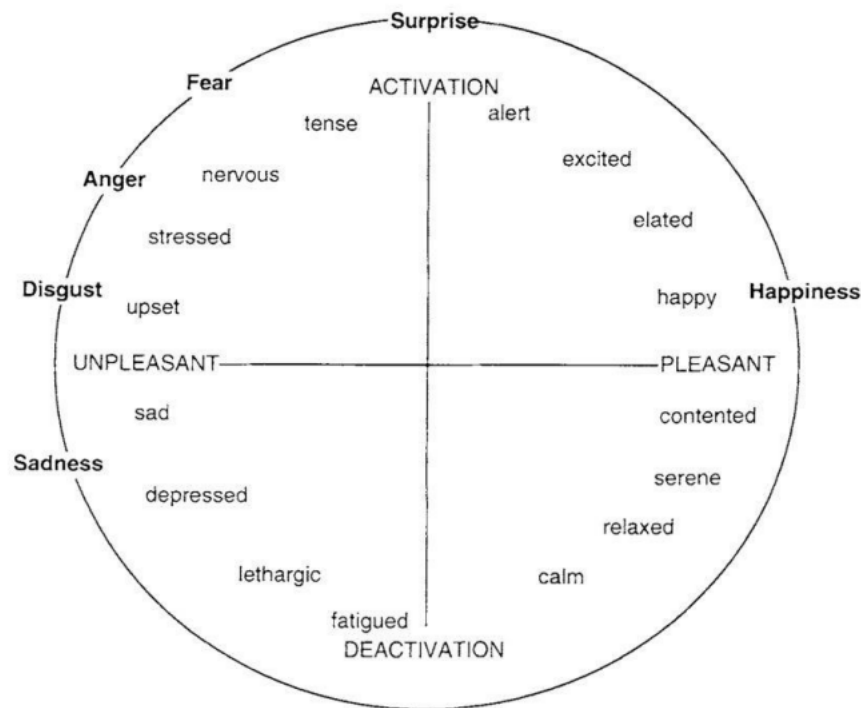 Surprise
Fear
ACTIVATION
tense
alert
excited
Anger
nervous
elated
stressed
Disgust
upset
happy
Happiness
UNPLEASANT
PLEASANT
sad
contented
Sadness
depressed
serene
relaxed
lethargic
calm
fatigued
DEACTIVATION